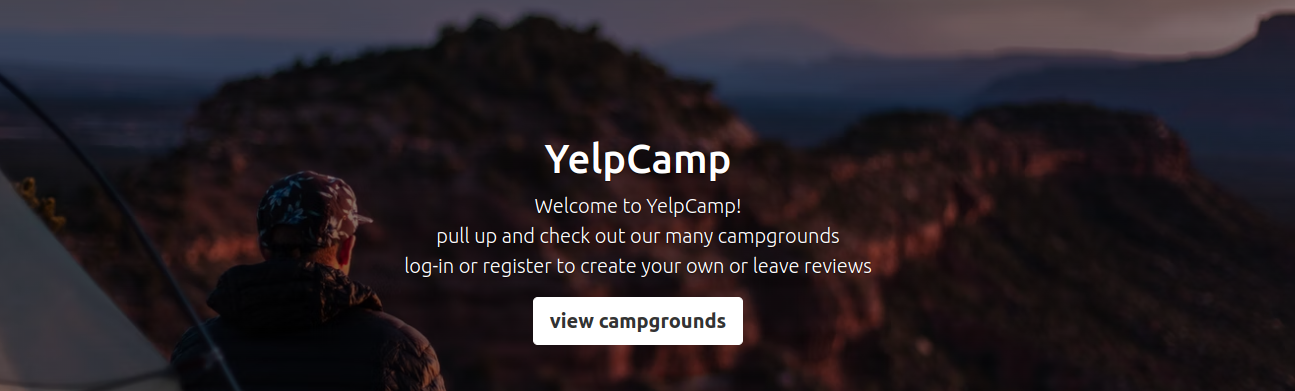 YelpCamp
Welcome to YelpCamp!
pull up and check out our many campgrounds
log-in or register to create your own or leave reviews
view campgrounds